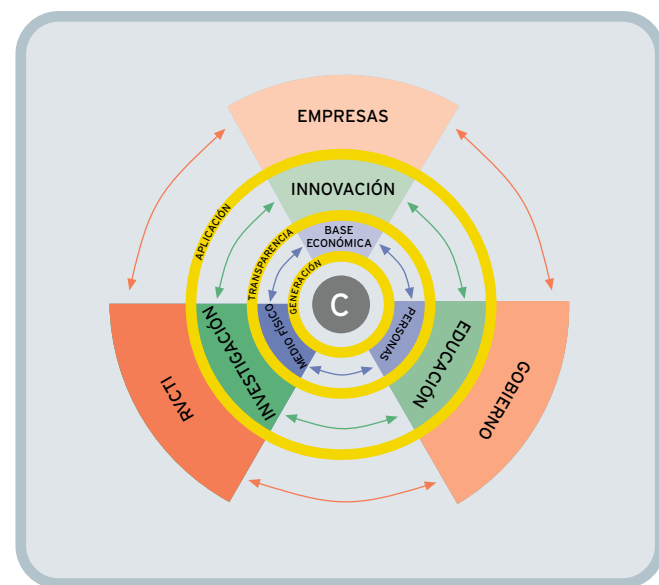 EMPRESAS
INNOVACIÓN
BASE
ECONÓMICA
APLICACIÓN
TRANSPARENCIA
GENERACIÓN
C
MEDIO FÍSICO
PERSONAS
INVESTIGACIÓN
EDUCACIÓN
RVCTI
GOBIERNO